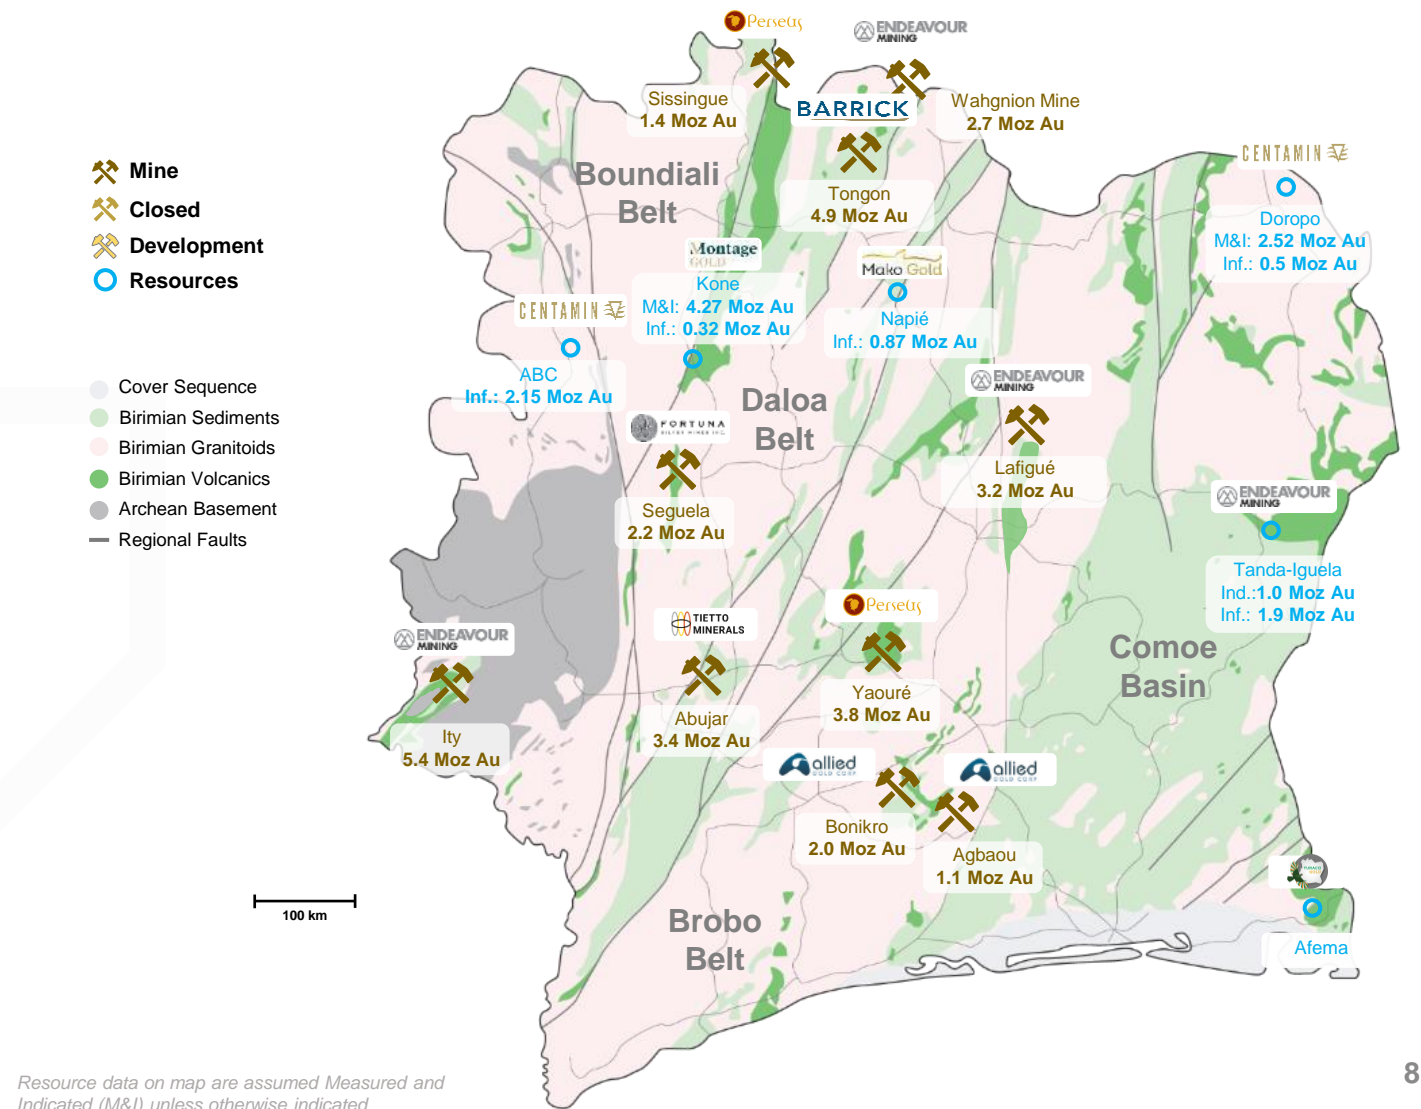 Perseus
ENDEAVOUR
MINING
Sissingue
1.4 Moz Au
BARRICK
Wahgnion Mine
2.7 Moz Au
CENTAMIN
Mine
Closed
Development
Resources
Boundiali
Belt
Tongon
4.9 Moz Au
Doropo
M&I: 2.52 Moz Au
Inf.: 0.5 Moz Au
Montage
GOLD
Mako Gold
Kone
M&I: 4.27 Moz Au
Inf.: 0.32 Moz Au
CENTAMIN
Napié
Inf.: 0.87 Moz Au
ABC
Inf.: 2.15 Moz Au
ENDEAVOUR
MINING
Cover Sequence
Birimian Sediments
Birimian Granitoids
Birimian Volcanics
Archean Basement
Regional Faults
Daloa
Belt
FORTUNA
SILVER MINES INC.
Lafigué
3.2 Moz Au
Seguela
2.2 Moz Au
ENDEAVOUR
MINING
Tanda-Iguela
Ind.:1.0 Moz Au
Inf.: 1.9 Moz Au
Perseus
TIETTO
MINERALS
ENDEAVOUR
MINING
Comoe
Basin
Yaouré
3.8 Moz Au
Abujar
3.4 Moz Au
Ity
5.4 Moz Au
allied
GOLD CORP
allied
GOLD CORP
Bonikro
2.0 Moz Au
Agbaou
1.1 Moz Au
100 km
Brobo
Belt
Afema
Resource data on map are assumed Measured and
Indicated (M&I) unless otherwise indicated
8